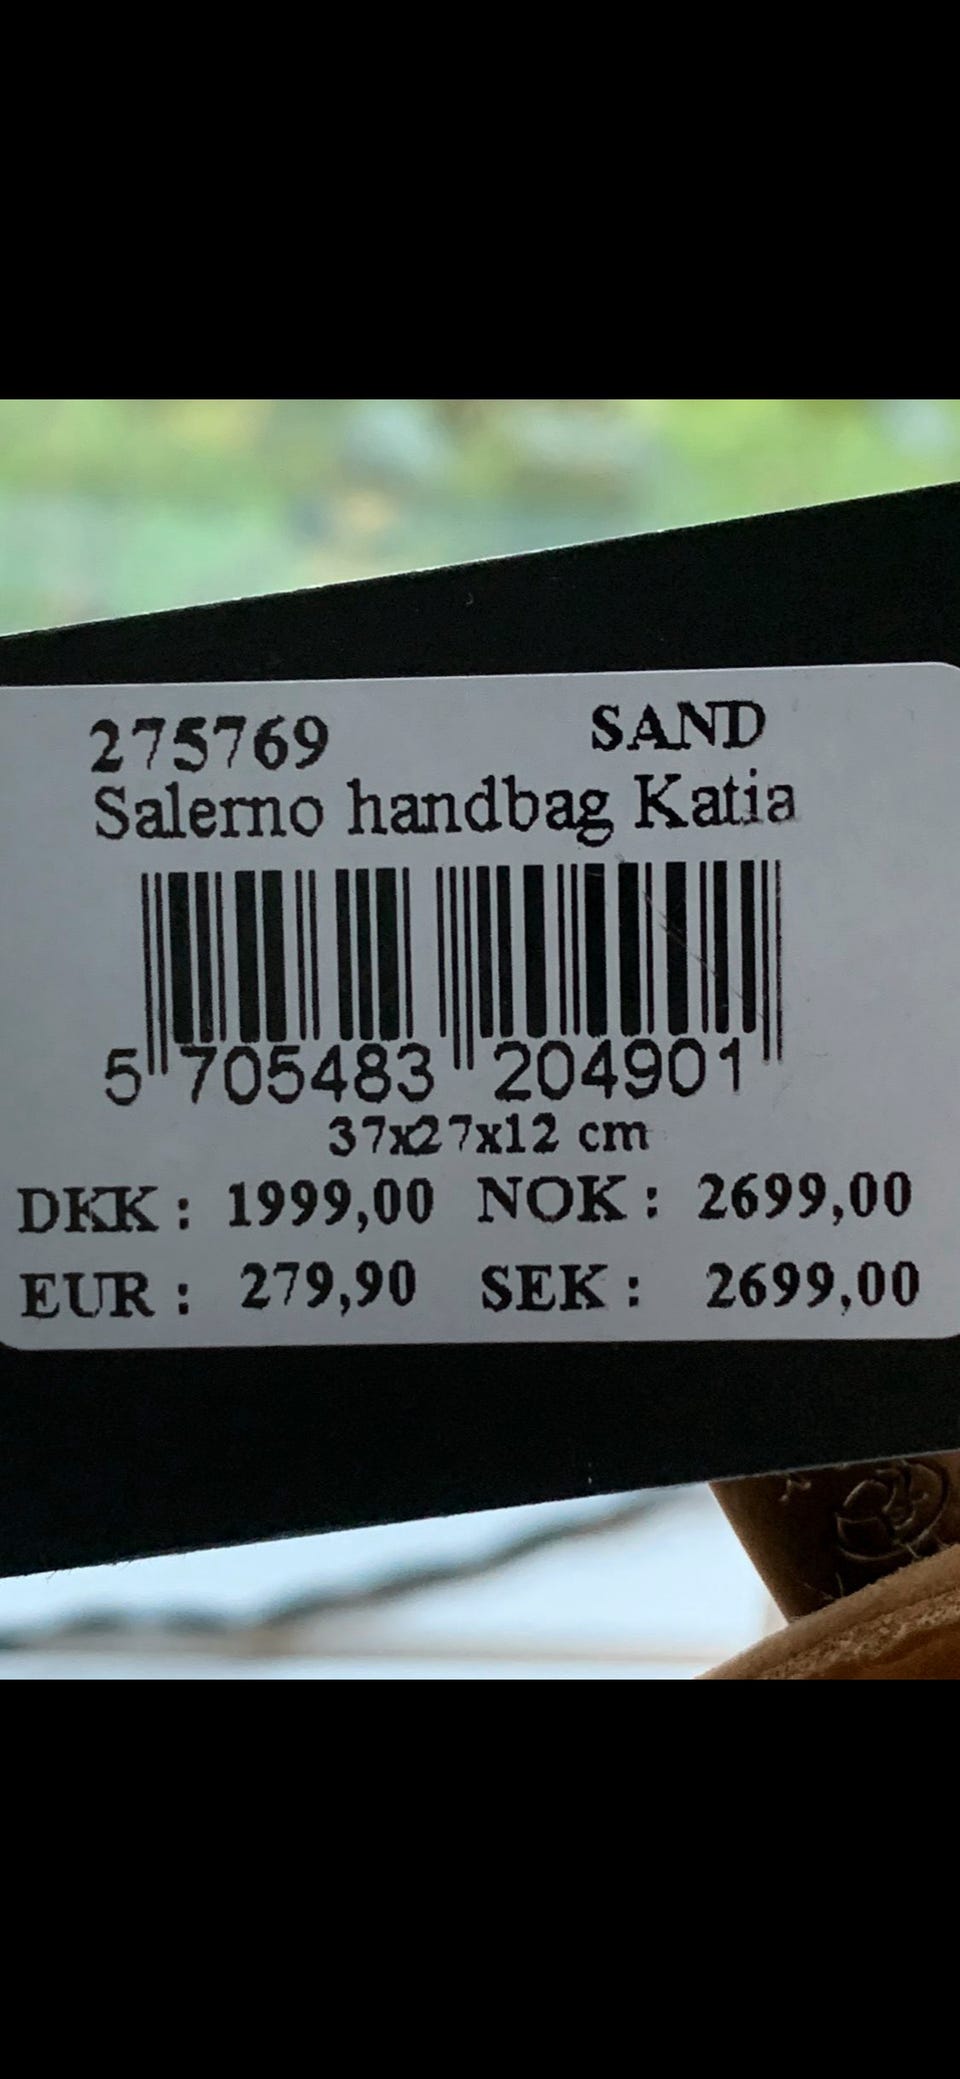 275769 SAND
Salerno handbag Katia
5 705483 204901
37x27x12 cm
DKK : 1999,00 NOK : 2699,00
EUR : 279,90 SEK : 2699,00